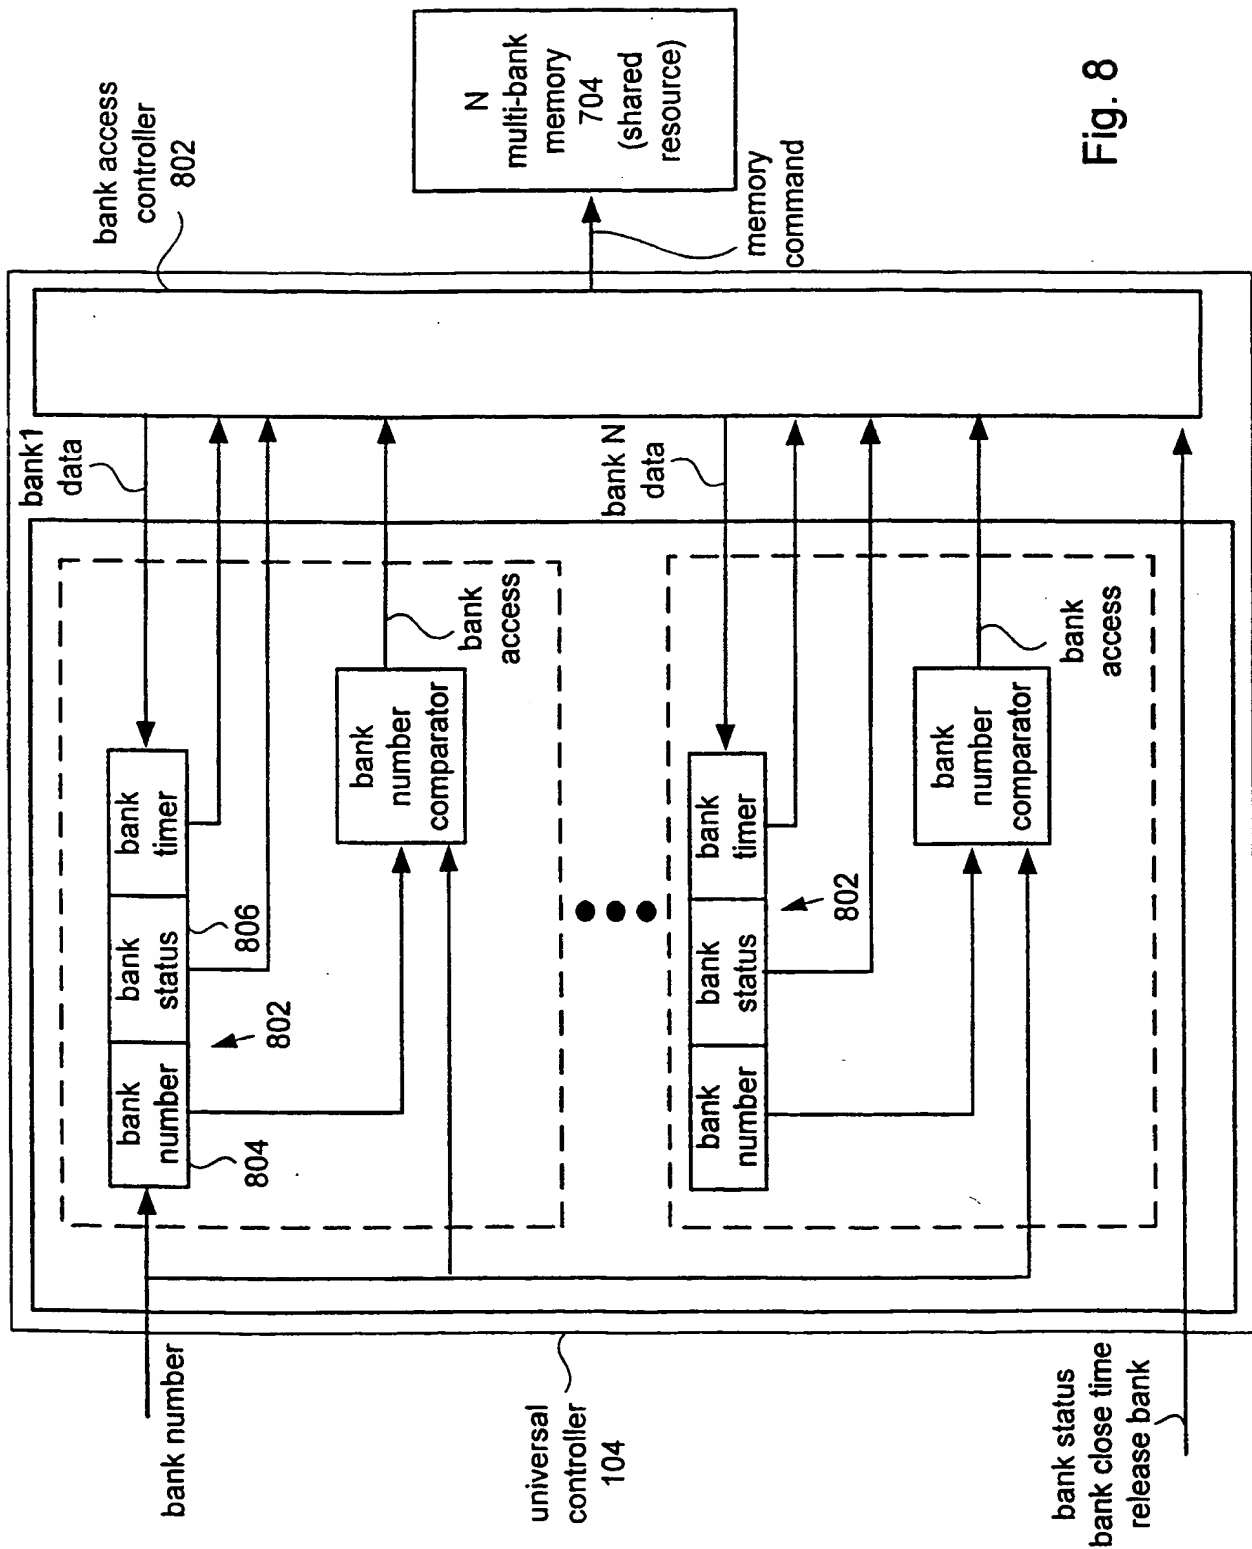 bank number
universal
controller
104
bank status
bank close time
release bank
bank
number
bank
status
bank
timer
804
802
806
bank
number
comparator
bank
access
bank1
data
bank access
controller
802
bank
number
bank
status
bank
timer
802
bank
number
comparator
bank
access
bank N
data
N
multi-bank
memory
704
(shared
resource)
memory
command
Fig. 8